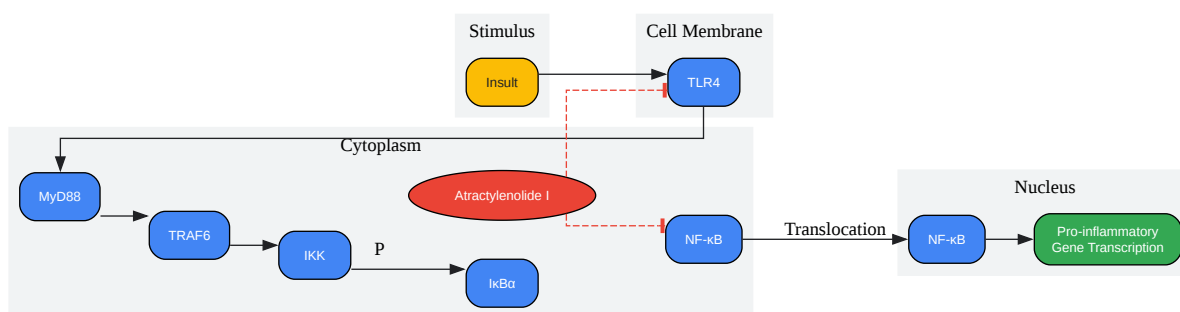 Stimulus
Cell Membrane
Insult
TLR4
Cytoplasm
MyD88
Atractylenolide I
Nucleus
TRAF6
NF-κB
Translocation
NF-κB
Pro-inflammatory
Gene Transcription
IKK
P
IκBα